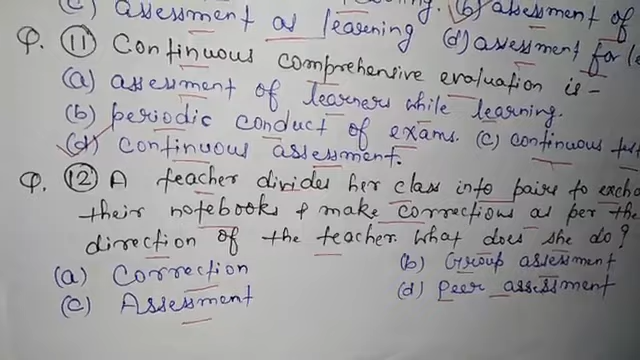 (c) assessment as learning (b) assessment of
(d) assessment for
Q. 11 Continuous comprehensive evaluation is -
(a) assessment of learners while learning.
(b) periodic conduct of exams. (c) continuous
(d) continuous assessment.
Q. 12 A teacher divides her class into pairs to
their notebooks & make corrections as per the
direction of the teacher. What does she do?
(a) Correction (b) Group assessment
(c) Assessment (d) Peer assessment